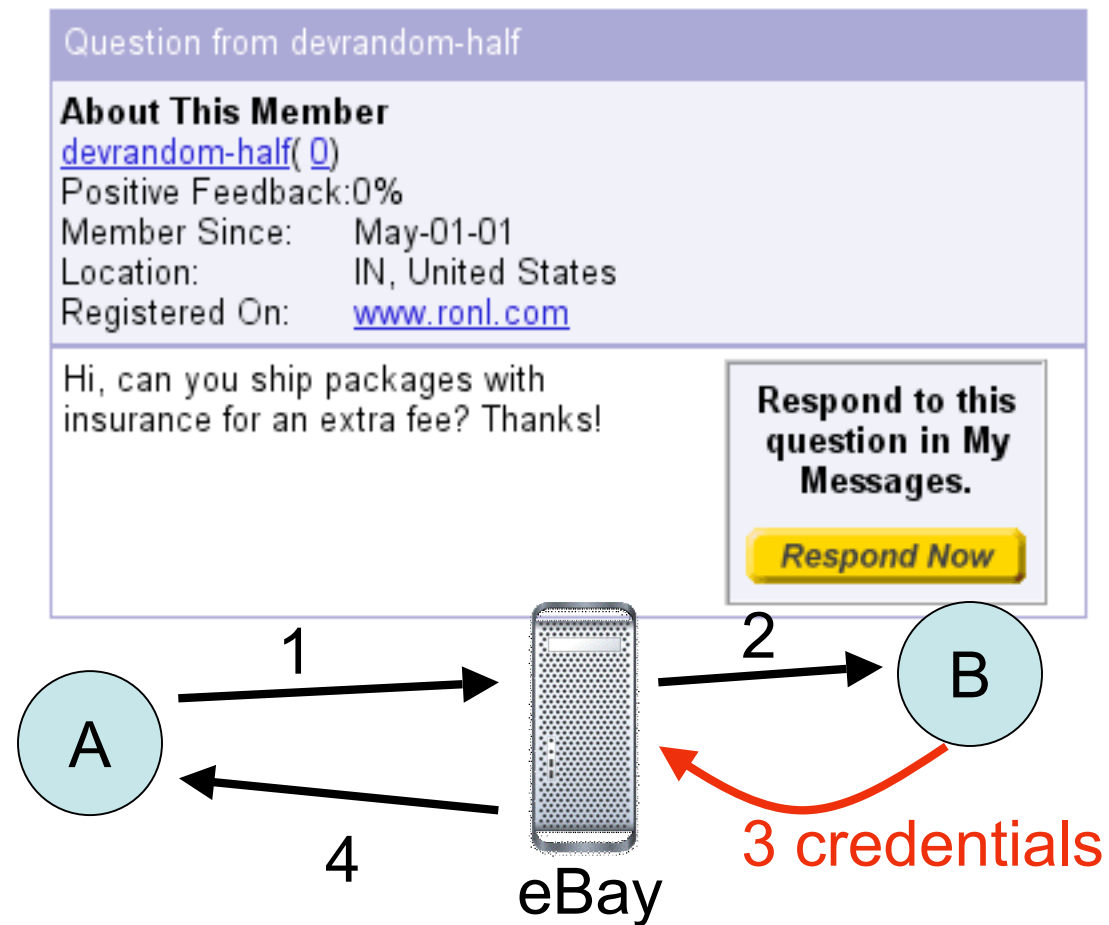 Question from devrandom-half
About This Member
devrandom-half( 0)
Positive Feedback:0%
Member Since: May-01-01
Location: IN, United States
Registered On: www.ronl.com
Hi, can you ship packages with
insurance for an extra fee? Thanks!
Respond to this
question in My
Messages.
Respond Now
1
2
A
B
3 credentials
4
eBay